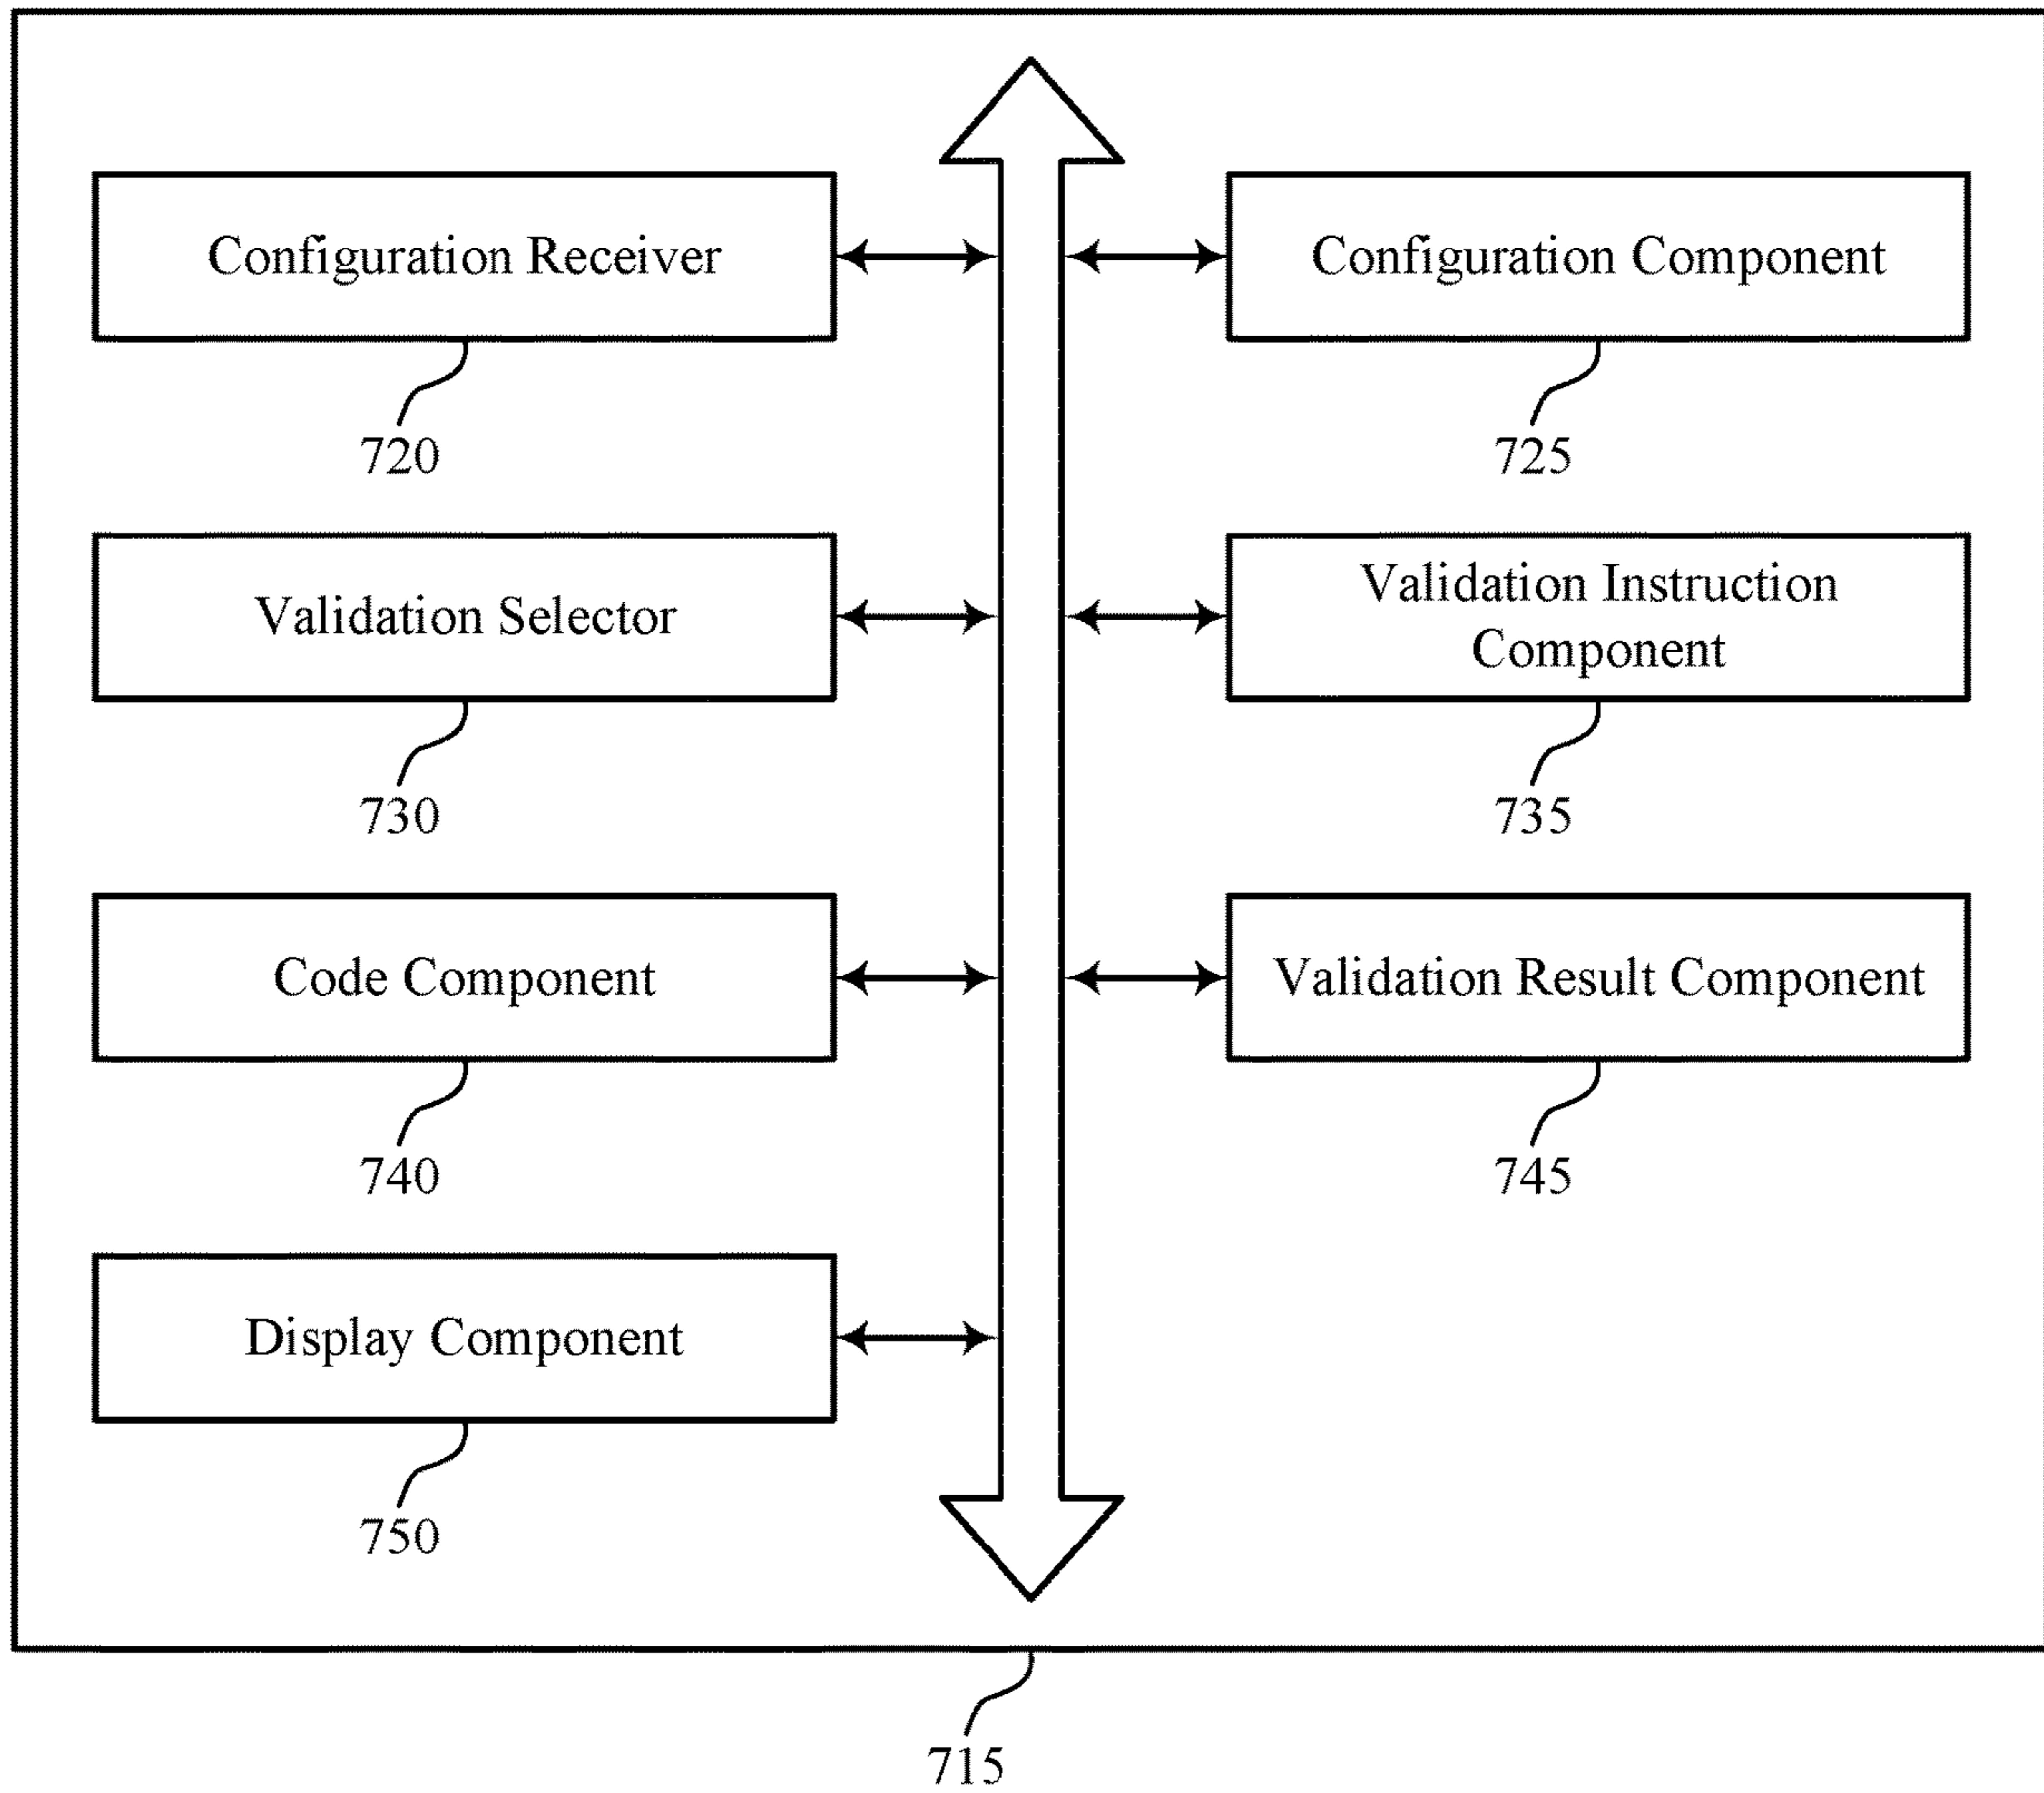 Configuration Receiver
Configuration Component
720
725
Validation Selector
Validation Instruction
Component
730
735
Code Component
Validation Result Component
740
745
Display Component
750
715